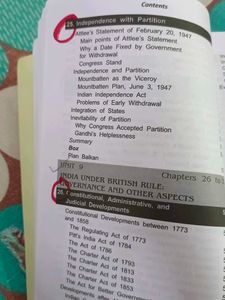 Contents
25. Independence with Partition
Attlee's Statement of February 20, 1947
Main points of Attlee's Statement
Why a Date Fixed by Government
for Withdrawal
Congress Stand
Independence and Partition
Mountbatten as the Viceroy
Mountbatten Plan, June 3, 1947
Indian Independence Act
Problems of Early Withdrawal
Integration of States
Inevitability of Partition
Why Congress Accepted Partition
Gandhi's Helplessness
Summary
Box
Plan Balkan
UNIT 9
Chapters 26 to
INDIA UNDER BRITISH RULE:
GOVERNANCE AND OTHER ASPECTS
26. Constitutional, Administrative, and
Judicial Developments
Constitutional Developments between 1773
and 1858
The Regulating Act of 1773
Pitt's India Act of 1784
The Act of 1786
The Charter Act of 1793
The Charter Act of 1813
The Charter Act of 1833
The Charter Act of 1853
The Act for Better Government
Developments after